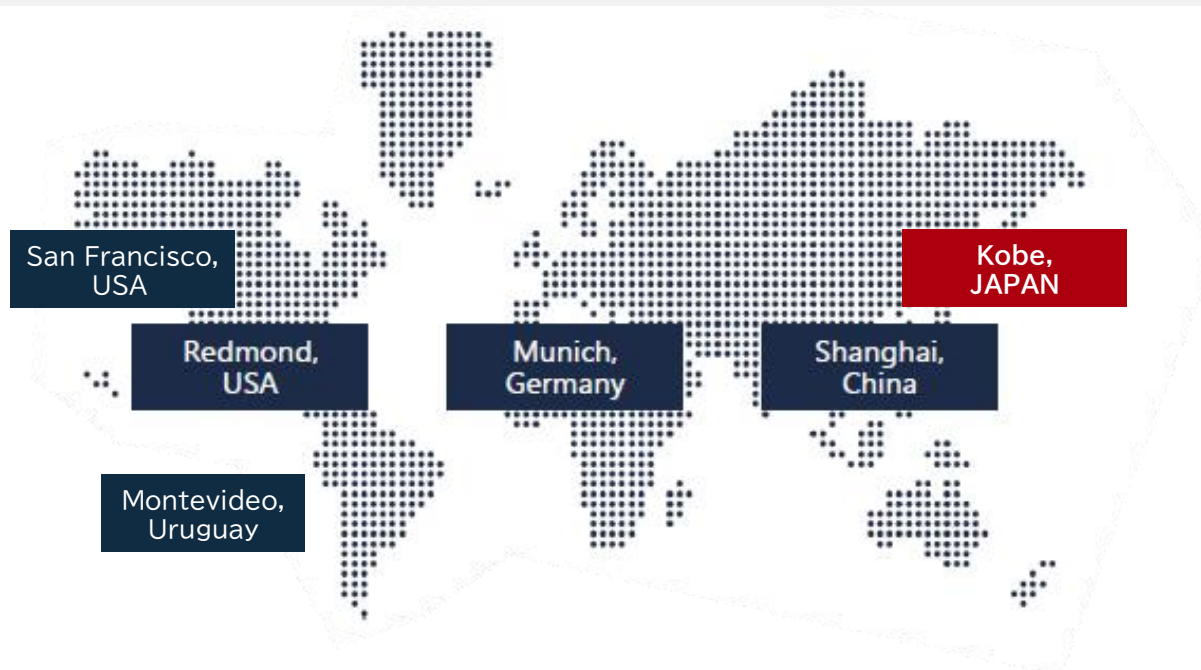 San Francisco,
USA
Kobe,
JAPAN
Redmond,
USA
Munich,
Germany
Shanghai,
China
Montevideo,
Uruguay